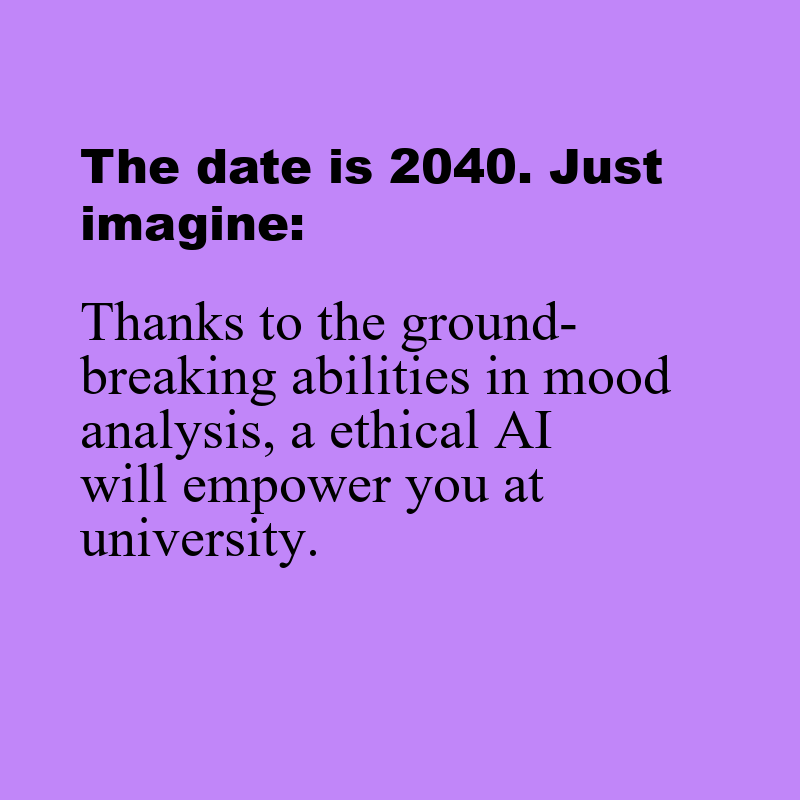 The date is 2040. Just
imagine:
Thanks to the ground-
breaking abilities in mood
analysis, a ethical AI
will empower you at
university.